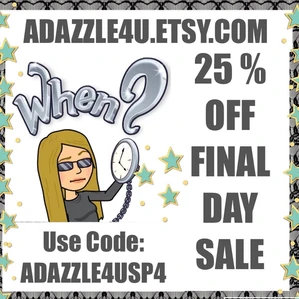 ADAZZLE4U.ETSY.COM
When?
25 %
OFF
FINAL
DAY
SALE
Use Code:
ADAZZLE4USP4